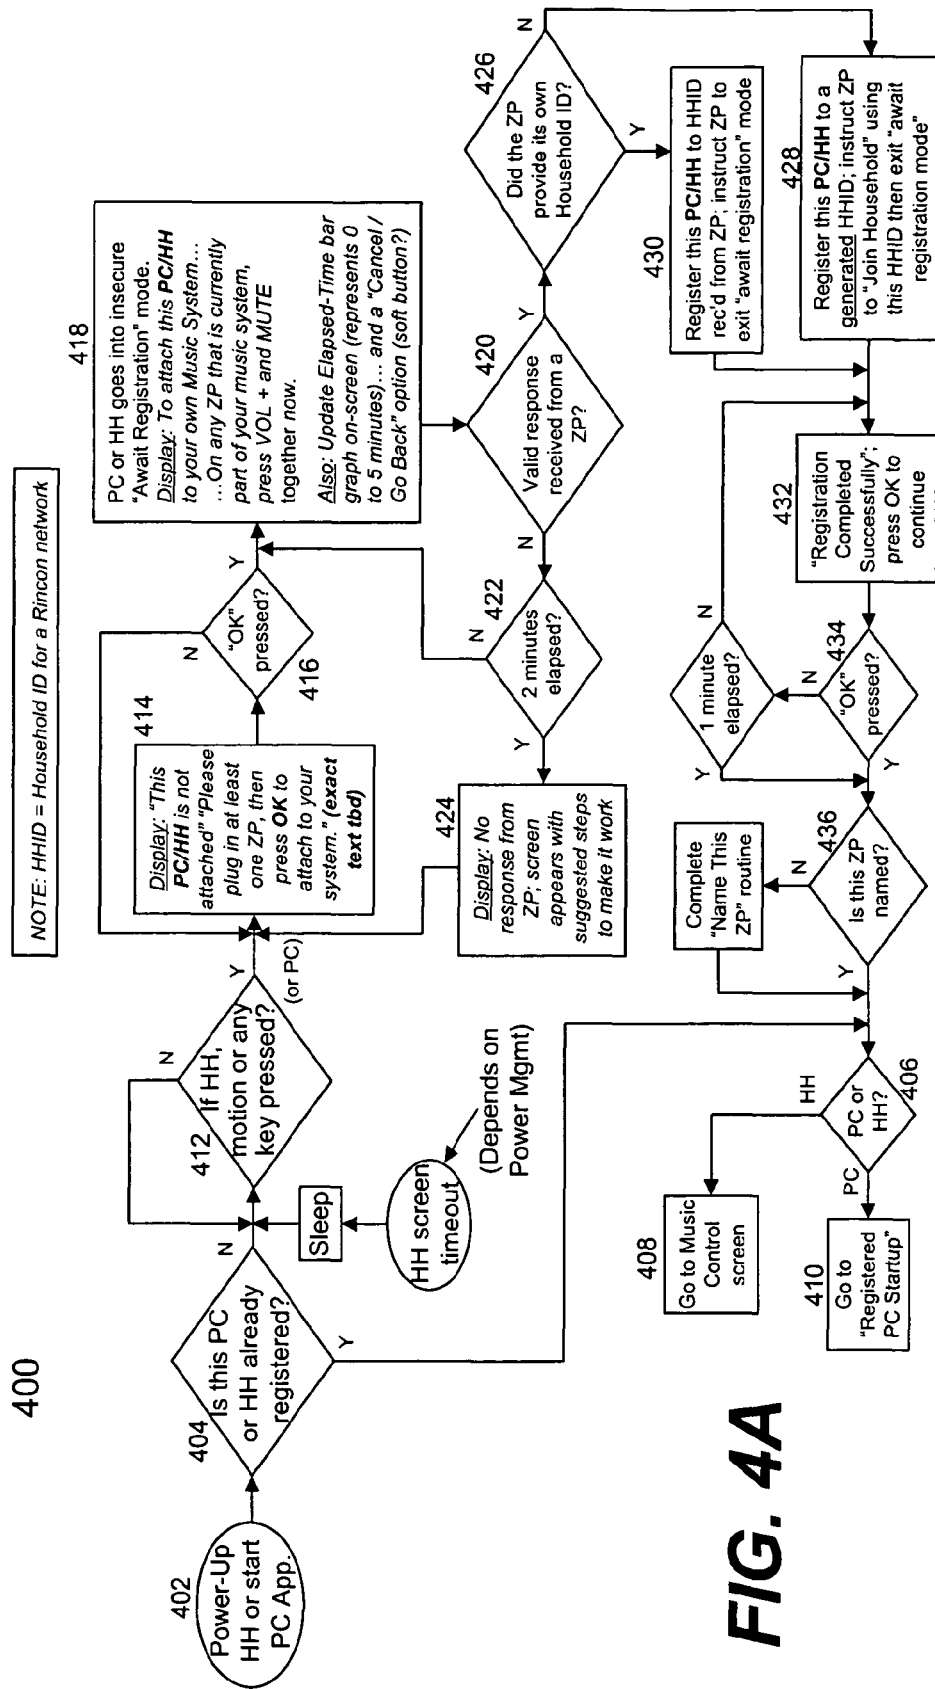 400
NOTE: HHID = Household ID for a Rincon network
402
Power-Up
HH or start
PC App.
404
Is this PC
or HH already
registered?
N
Y
Sleep
HH screen
timeout
(Depends on
Power Mgmt)
412
If HH,
motion or any
key pressed?
N
Y
(or PC)
414
Display: “This
PC/HH is not
attached” “Please
plug in at least
one ZP, then
press OK to
attach to your
system.” (exact
text tbd)
416
“OK”
pressed?
N
Y
418
PC or HH goes into insecure
“Await Registration” mode.
Display: To attach this PC/HH
to your own Music System…
…On any ZP that is currently
part of your music system,
press VOL + and MUTE
together now.
Also: Update Elapsed-Time bar
graph on-screen (represents 0
to 5 minutes)… and a “Cancel /
Go Back” option (soft button?)
420
Valid response
received from a
ZP?
N
Y
422
2 minutes
elapsed?
N
Y
424
Display: No
response from
ZP; screen
appears with
suggested steps
to make it work
426
Did the ZP
provide its own
Household ID?
N
Y
430
Register this PC/HH to HHID
rec'd from ZP; instruct ZP to
exit “await registration” mode
428
Register this PC/HH to a
generated HHID; instruct ZP
to “Join Household” using
this HHID then exit “await
registration mode”
432
“Registration
Completed
Successfully”;
press OK to
continue
434
“OK”
pressed?
N
Y
1 minute
elapsed?
N
Y
436
Is this ZP
named?
N
Y
Complete
“Name This
ZP” routine
406
PC or
HH?
HH
PC
408
Go to Music
Control
screen
410
Go to
“Registered
PC Startup”
FIG. 4A